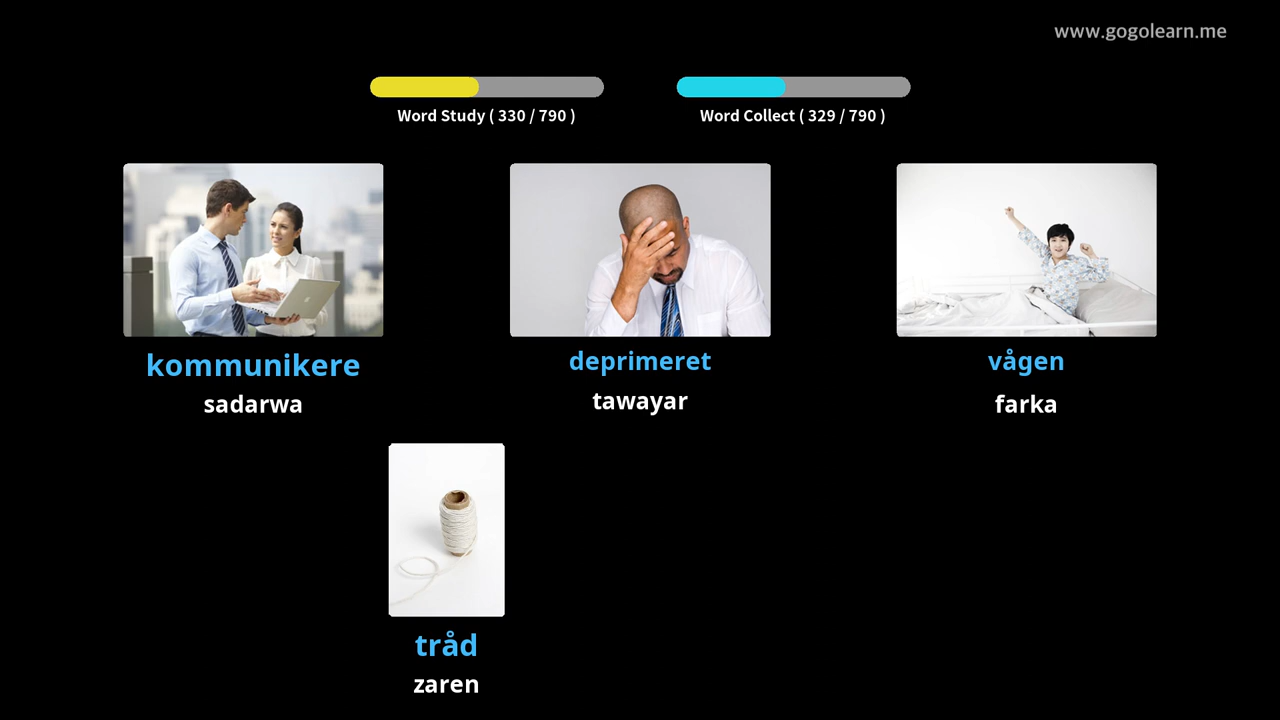 www.gogolearn.me
Word Study ( 330 / 790 )
Word Collect ( 329 / 790 )
kommunikere
sadarwa
deprimeret
tawayar
vågen
farka
tråd
zaren